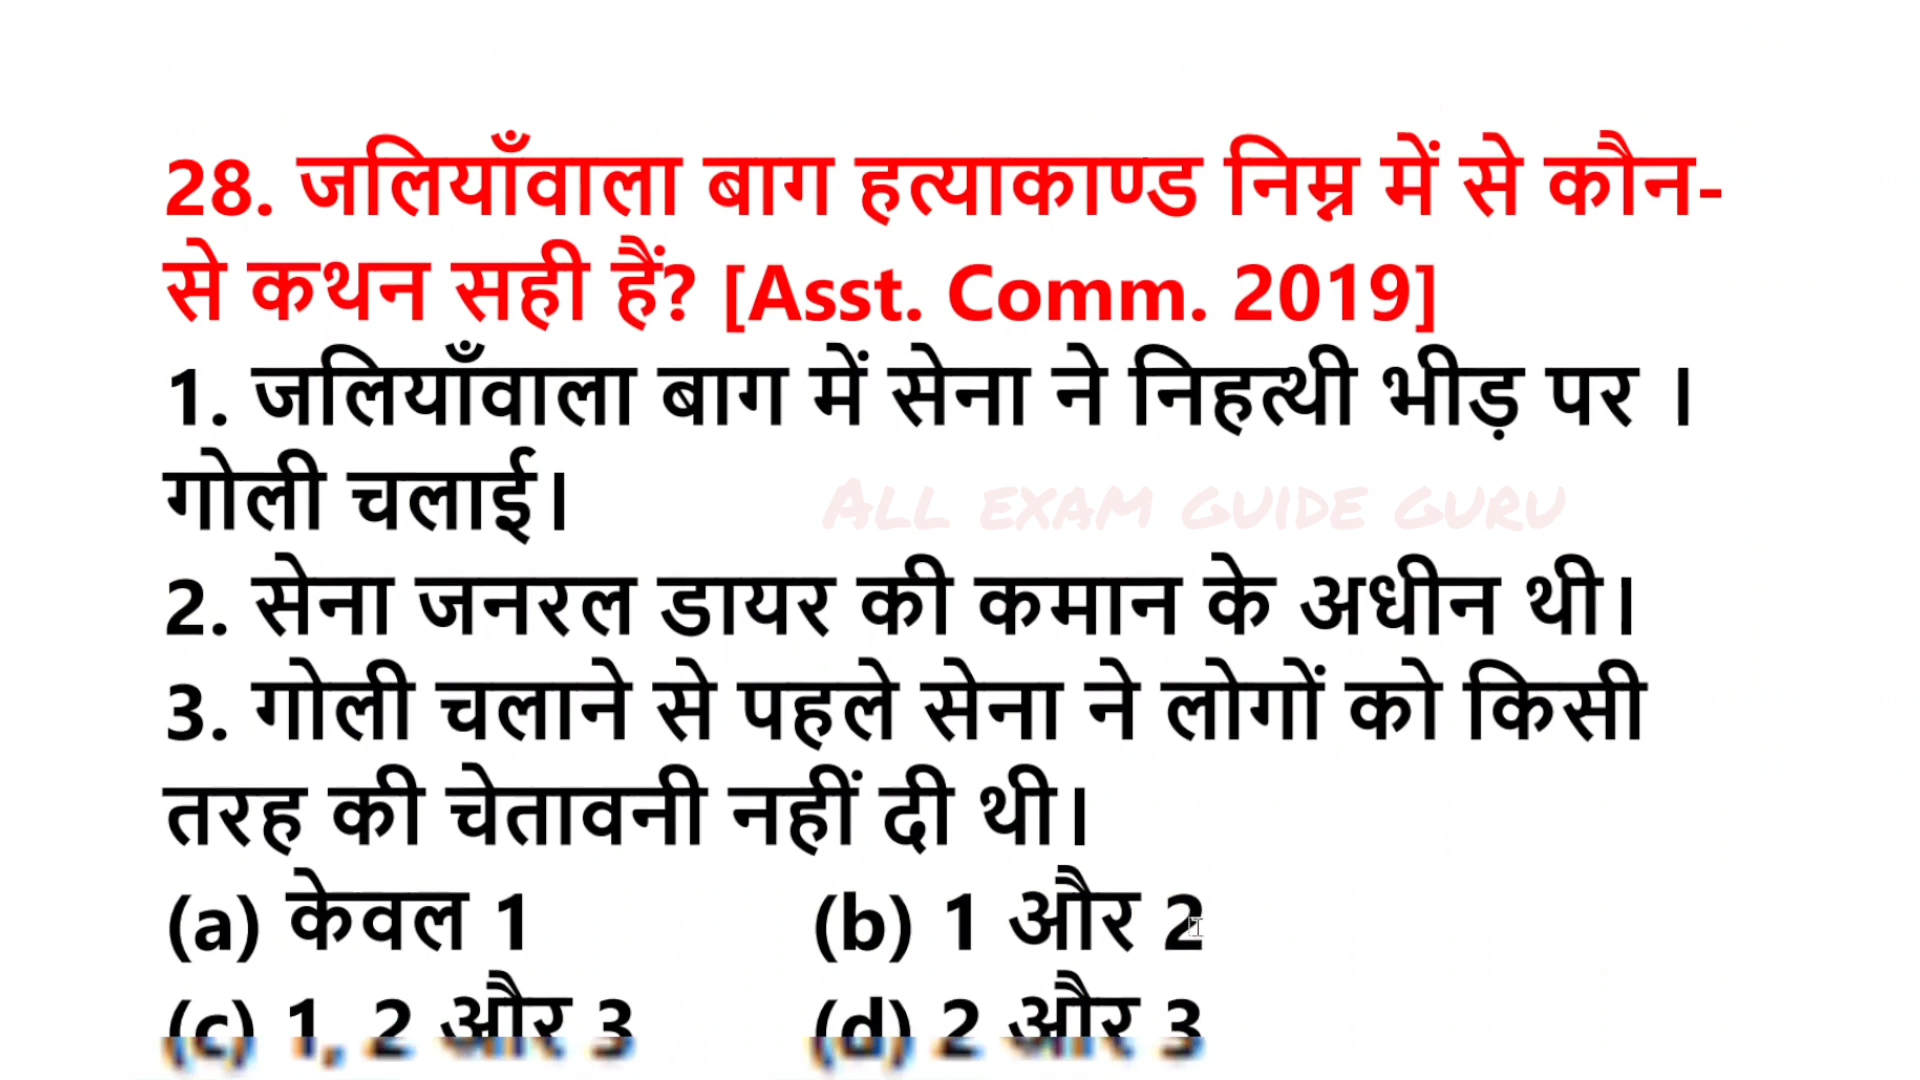 28. जलियाँवाला बाग हत्याकाण्ड निम्न में से कौन-
से कथन सही हैं? [Asst. Comm. 2019]
1. जलियाँवाला बाग में सेना ने निहत्थी भीड़ पर ।
गोली चलाई।
ALL EXAM GUIDE GURU
2. सेना जनरल डायर की कमान के अधीन थी।
3. गोली चलाने से पहले सेना ने लोगों को किसी
तरह की चेतावनी नहीं दी थी।
(a) केवल 1 (b) 1 और 2
(c) 1, 2 और 3 (d) 2 और 3